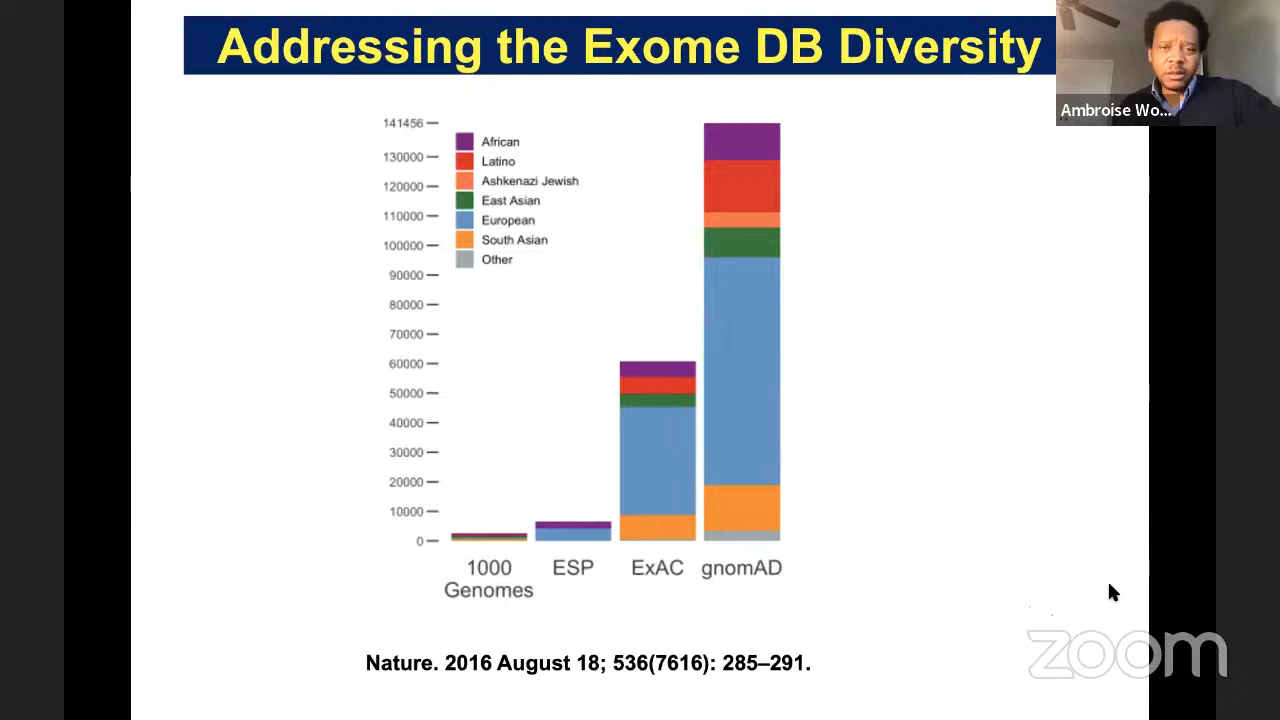 Addressing the Exome DB Diversity
Ambroise Wo...
141456
130000
120000
110000
100000
90000
80000
70000
60000
50000
40000
30000
20000
10000
0
African
Latino
Ashkenazi Jewish
East Asian
European
South Asian
Other
1000
Genomes
ESP
ExAC
gnomAD
Nature. 2016 August 18; 536(7616): 285–291.
zoom